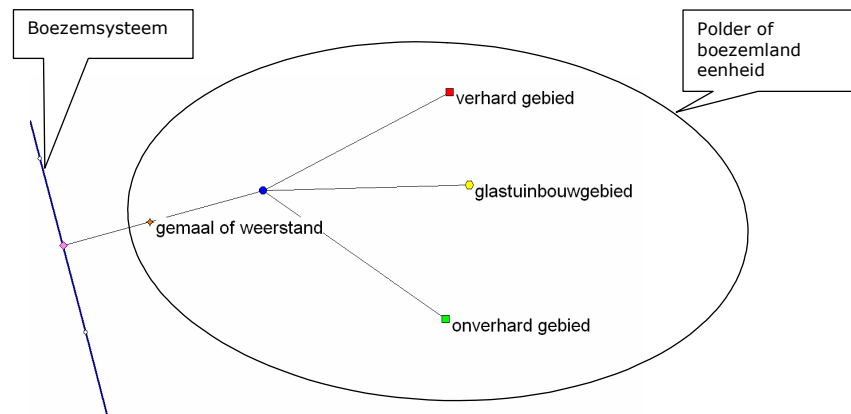 Boezemsysteem
Polder of
boezemland
eenheid
verhard gebied
glastuinbouwgebied
gemaal of weerstand
onverhard gebied